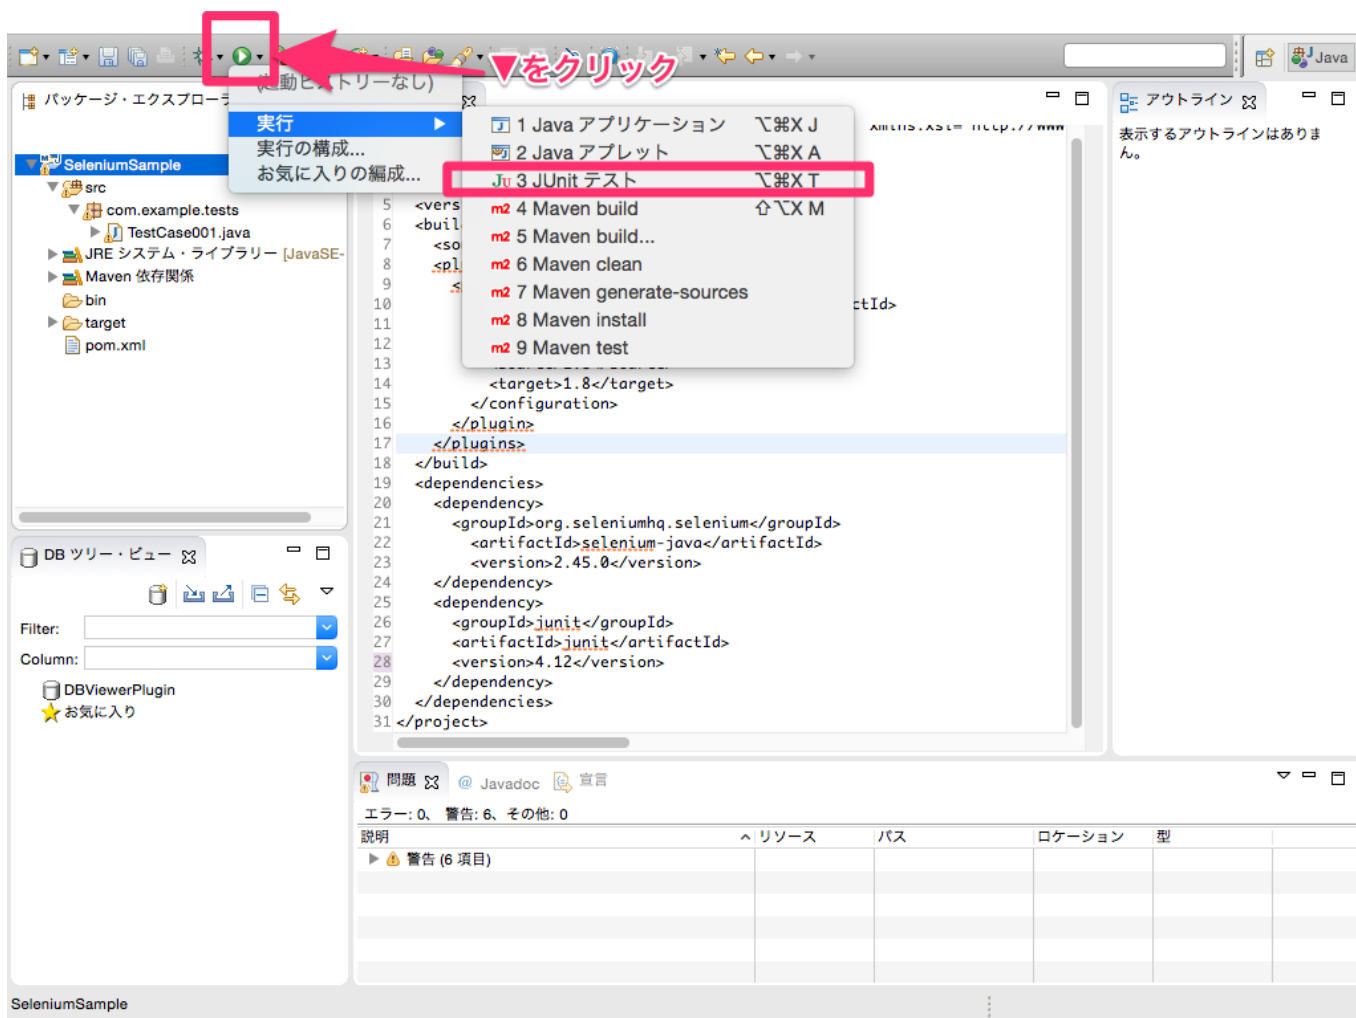 ▼をクリック
Java
パッケージ・エクスプローラ
(起動ヒストリーなし)
実行
実行の構成...
お気に入りの編成...
1 Java アプリケーション ⌥⌘X J
2 Java アプレット ⌥⌘X A
3 JUnit テスト ⌥⌘X T
4 Maven build ⇧⌥X M
5 Maven build...
6 Maven clean
7 Maven generate-sources
8 Maven install
9 Maven test
SeleniumSample
src
com.example.tests
TestCase001.java
JRE システム・ライブラリー [JavaSE-
Maven 依存関係
bin
target
pom.xml
アウトライン
表示するアウトラインはありま
せん。
5 <vers
6 <buil
7 <so
8 <pl
9 <
10 ctId>
11
12
13
14 <target>1.8</target>
15 </configuration>
16 </plugin>
17 </plugins>
18 </build>
19 <dependencies>
20 <dependency>
21 <groupId>org.seleniumhq.selenium</groupId>
22 <artifactId>selenium-java</artifactId>
23 <version>2.45.0</version>
24 </dependency>
25 <dependency>
26 <groupId>junit</groupId>
27 <artifactId>junit</artifactId>
28 <version>4.12</version>
29 </dependency>
30 </dependencies>
31 </project>
DB ツリー・ビュー
Filter:
Column:
DBViewerPlugin
お気に入り
問題 @ Javadoc 宣言
エラー: 0、 警告: 6、その他: 0
説明 リソース パス ロケーション 型
警告 (6 項目)
SeleniumSample